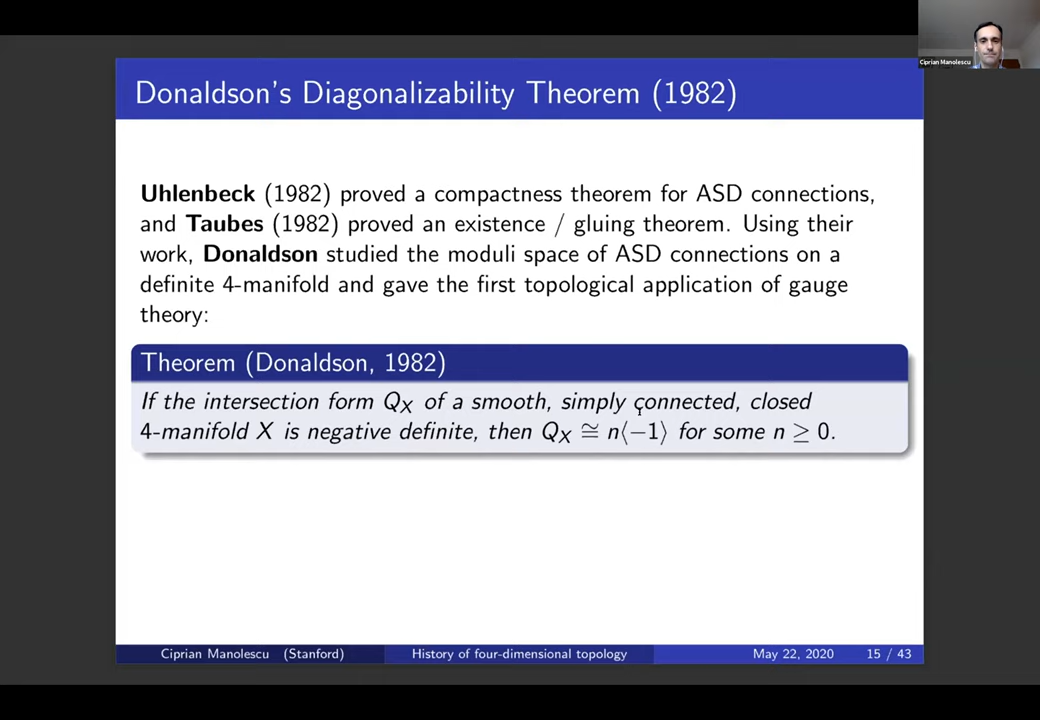 Ciprian Manolescu
Donaldson's Diagonalizability Theorem (1982)
Uhlenbeck (1982) proved a compactness theorem for ASD connections,
and Taubes (1982) proved an existence / gluing theorem. Using their
work, Donaldson studied the moduli space of ASD connections on a
definite 4-manifold and gave the first topological application of gauge
theory:
Theorem (Donaldson, 1982)
If the intersection form Q_X of a smooth, simply connected, closed
4-manifold X is negative definite, then Q_X ≅ n⟨−1⟩ for some n ≥ 0.
Ciprian Manolescu (Stanford) History of four-dimensional topology May 22, 2020 15 / 43